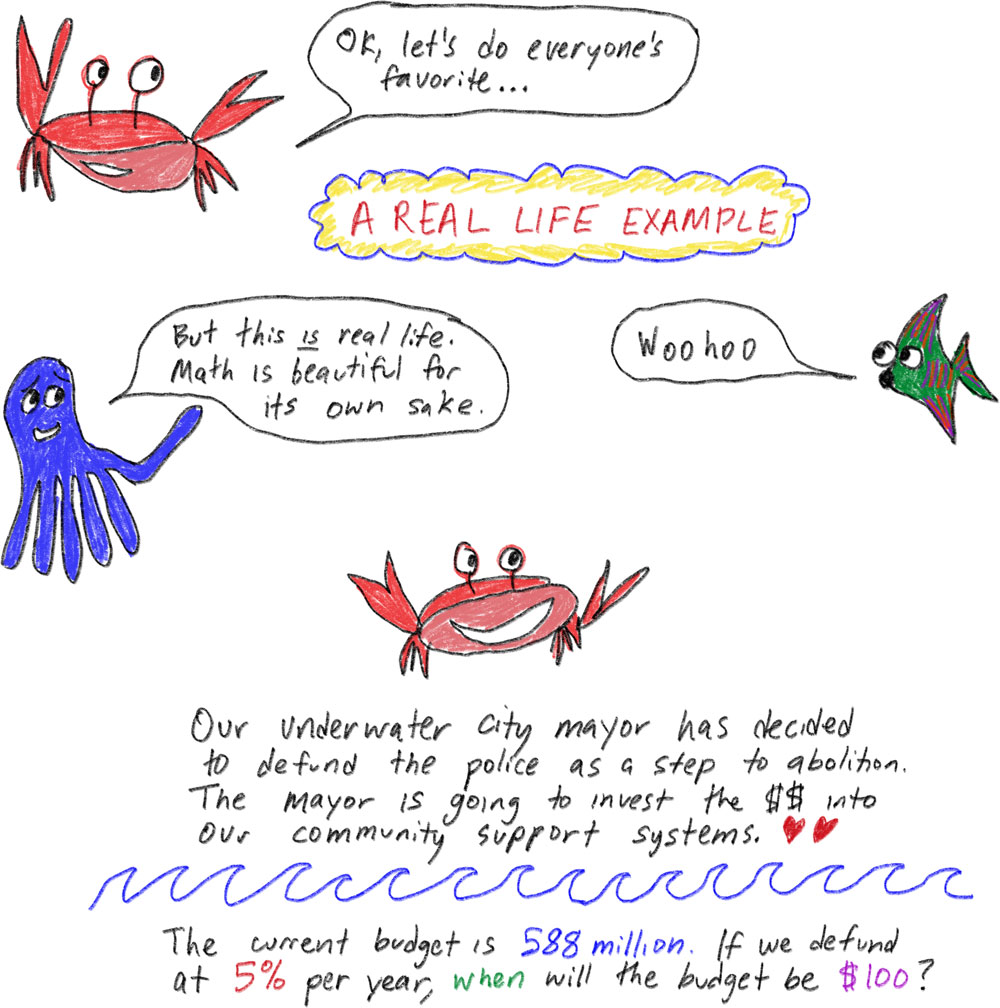 OK, let's do everyone's
favorite...
A REAL LIFE EXAMPLE
But this is real life.
Math is beautiful for
its own sake.
Woohoo
Our underwater city mayor has decided
to defund the police as a step to abolition.
The mayor is going to invest the $$ into
our community support systems.
The current budget is 588 million. If we defund
at 5% per year, when will the budget be $100?